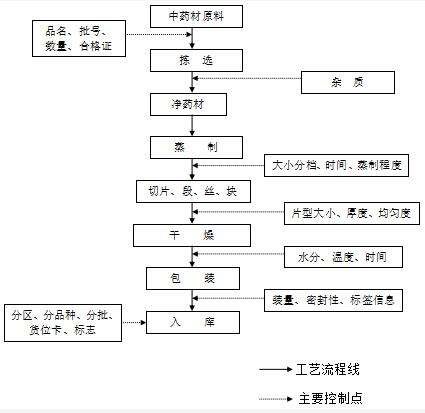 中药材原料
品名、批号、
数量、合格证
拣 选
杂 质
净药材
蒸 制
大小分档、时间、蒸制程度
切片、段、丝、块
片型大小、厚度、均匀度
干 燥
水分、温度、时间
包 装
装量、密封性、标签信息
分区、分品种、分批、
货位卡、标志
入 库
工艺流程线
主要控制点